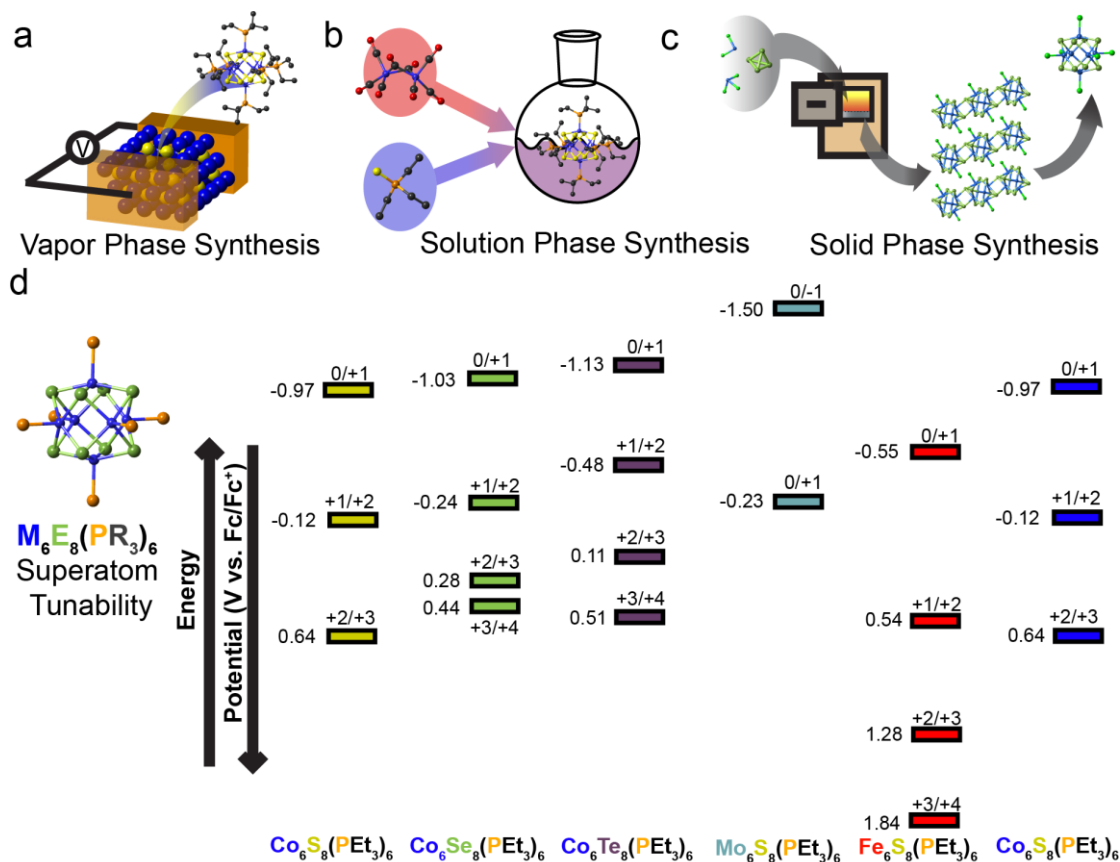 a
b
c
V
Vapor Phase Synthesis
Solution Phase Synthesis
Solid Phase Synthesis
d
M₆E₈(PR₃)₆
Superatom
Tunability
Energy
Potential (V vs. Fc/Fc⁺)
0/+1
-0.97
+1/+2
-0.12
+2/+3
0.64
Co₆S₈(PEt₃)₆
0/+1
-1.03
+1/+2
-0.24
+2/+3
0.28
0.44
+3/+4
Co₆Se₈(PEt₃)₆
0/+1
-1.13
+1/+2
-0.48
+2/+3
0.11
+3/+4
0.51
Co₆Te₈(PEt₃)₆
0/-1
-1.50
0/+1
-0.23
Mo₆S₈(PEt₃)₆
0/+1
-0.55
+1/+2
0.54
+2/+3
1.28
+3/+4
1.84
Fe₆S₈(PEt₃)₆
0/+1
-0.97
+1/+2
-0.12
+2/+3
0.64
Co₆S₈(PEt₃)₆